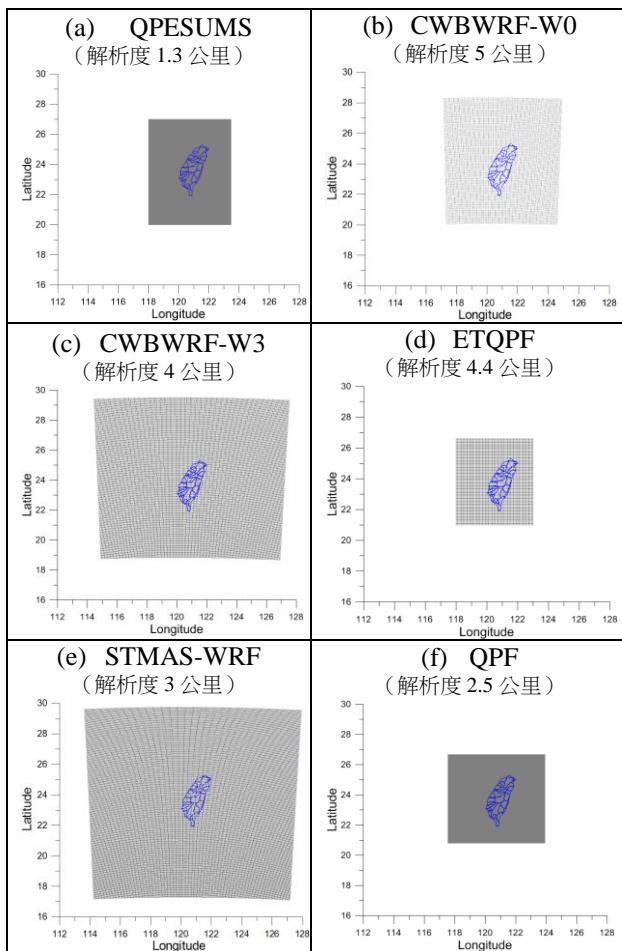 (a) QPESUMS
（解析度 1.3 公里）
30
28
26
24
22
20
18
16
Latitude
112 114 116 118 120 122 124 126 128
Longitude
(b) CWBWRF-W0
（解析度 5 公里）
30
28
26
24
22
20
18
16
Latitude
112 114 116 118 120 122 124 126 128
Longitude
(c) CWBWRF-W3
（解析度 4 公里）
30
28
26
24
22
20
18
16
Latitude
112 114 116 118 120 122 124 126 128
Longitude
(d) ETQPF
（解析度 4.4 公里）
30
28
26
24
22
20
18
16
Latitude
112 114 116 118 120 122 124 126 128
Longitude
(e) STMAS-WRF
（解析度 3 公里）
30
28
26
24
22
20
18
16
Latitude
112 114 116 118 120 122 124 126 128
Longitude
(f) QPF
（解析度 2.5 公里）
30
28
26
24
22
20
18
16
Latitude
112 114 116 118 120 122 124 126 128
Longitude